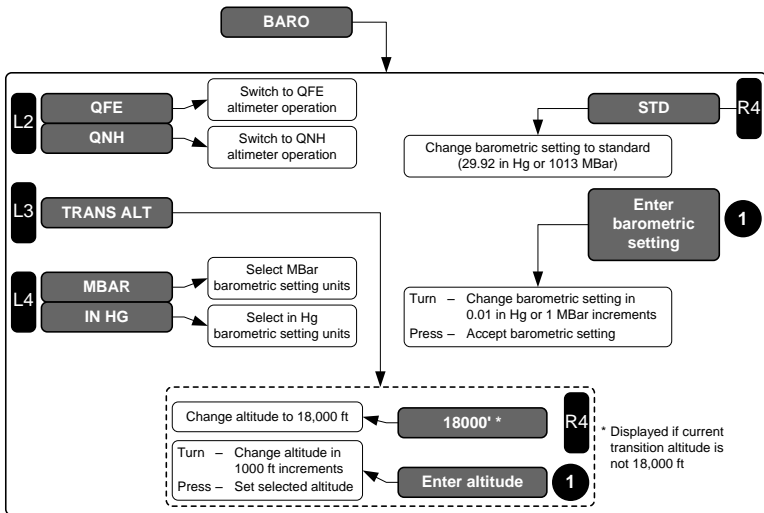 BARO
L2
QFE
Switch to QFE
altimeter operation
QNH
Switch to QNH
altimeter operation
STD
R4
Change barometric setting to standard
(29.92 in Hg or 1013 MBar)
L3
TRANS ALT
Enter
barometric
setting
1
L4
MBAR
Select MBar
barometric setting units
IN HG
Select in Hg
barometric setting units
Turn – Change barometric setting in
0.01 in Hg or 1 MBar increments
Press – Accept barometric setting
Change altitude to 18,000 ft
18000' *
R4
* Displayed if current
transition altitude is
not 18,000 ft
Turn – Change altitude in
1000 ft increments
Press – Set selected altitude
Enter altitude
1